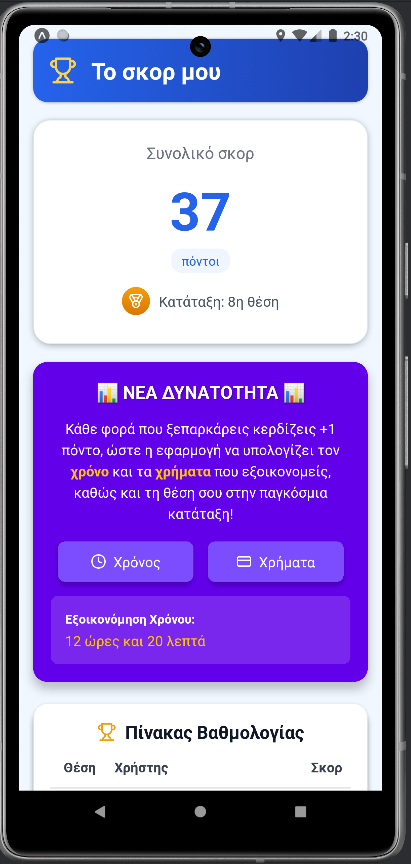 2:30
Το σκορ μου
Συνολικό σκορ
37
πόντοι
Κατάταξη: 8η θέση
📊 ΝΕΑ ΔΥΝΑΤΟΤΗΤΑ 📊
Κάθε φορά που ξεπαρκάρεις κερδίζεις +1
πόντο, ώστε η εφαρμογή να υπολογίζει τον
χρόνο και τα χρήματα που εξοικονομείς,
καθώς και τη θέση σου στην παγκόσμια
κατάταξη!
Χρόνος
Χρήματα
Εξοικονόμηση Χρόνου:
12 ώρες και 20 λεπτά
Πίνακας Βαθμολογίας
Θέση Χρήστης Σκορ